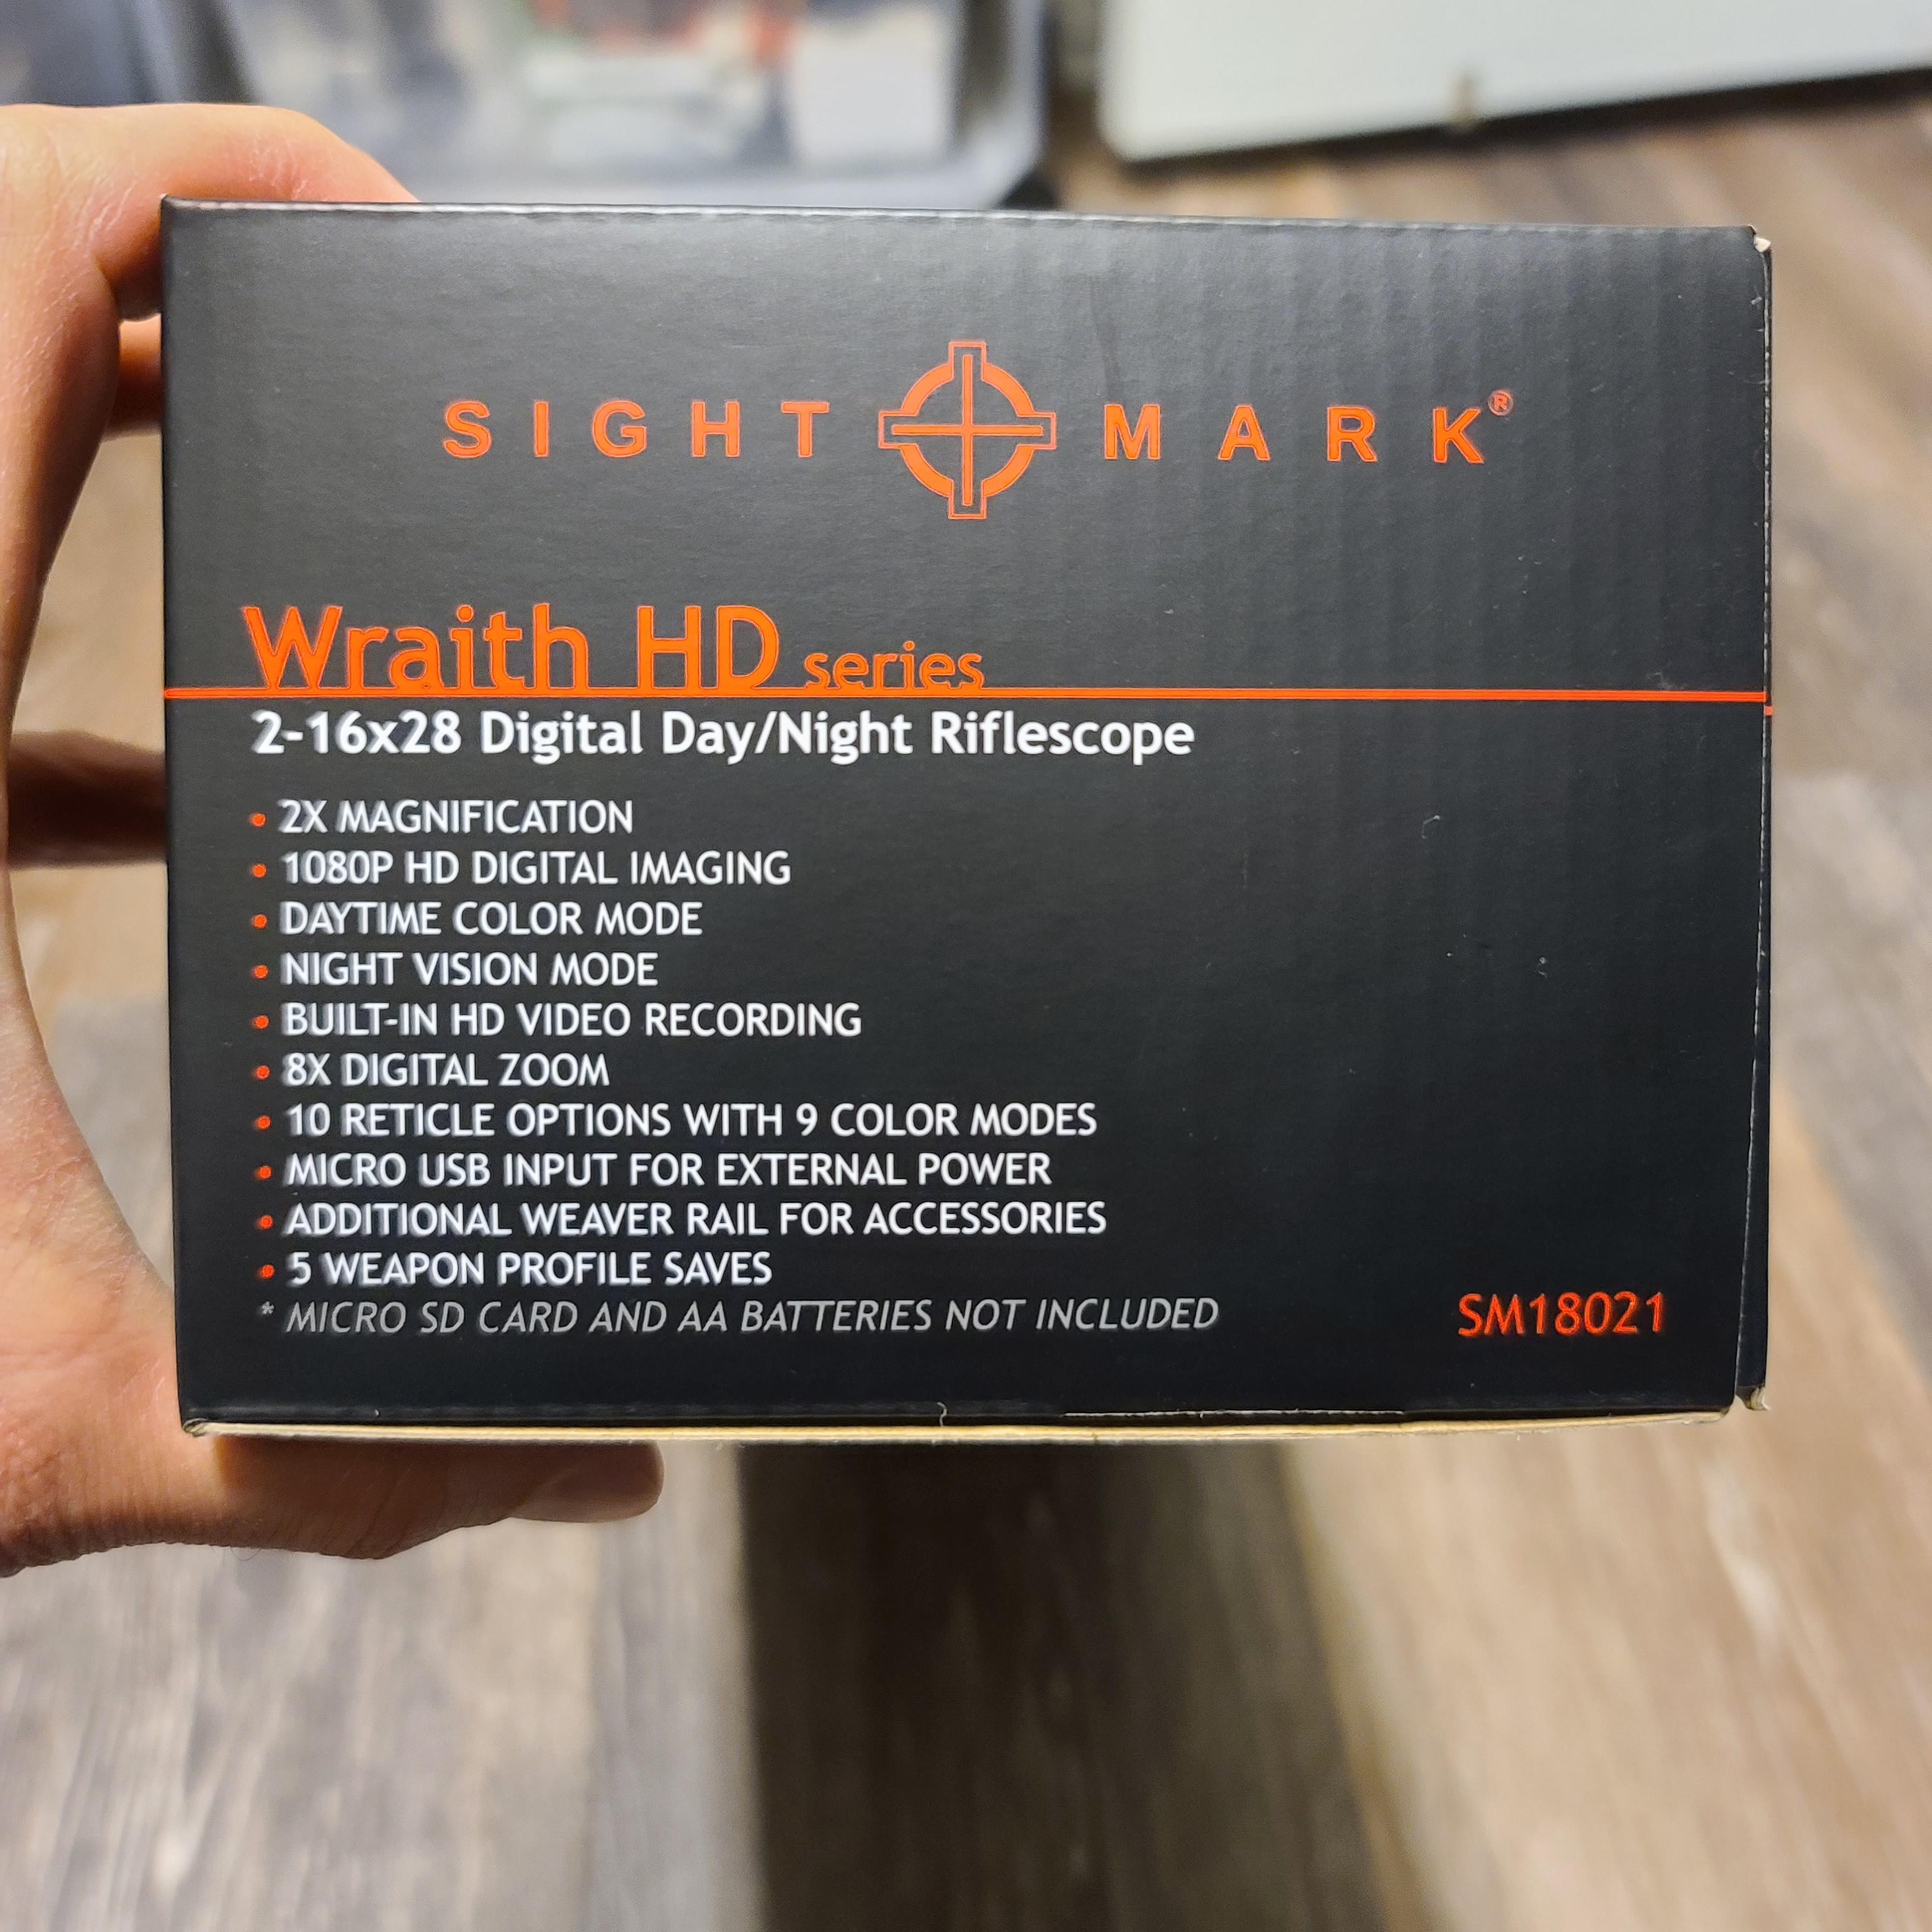 SIGHT MARK®
Wraith HD series
2-16x28 Digital Day/Night Riflescope
• 2X MAGNIFICATION
• 1080P HD DIGITAL IMAGING
• DAYTIME COLOR MODE
• NIGHT VISION MODE
• BUILT-IN HD VIDEO RECORDING
• 8X DIGITAL ZOOM
• 10 RETICLE OPTIONS WITH 9 COLOR MODES
• MICRO USB INPUT FOR EXTERNAL POWER
• ADDITIONAL WEAVER RAIL FOR ACCESSORIES
• 5 WEAPON PROFILE SAVES
* MICRO SD CARD AND AA BATTERIES NOT INCLUDED
SM18021